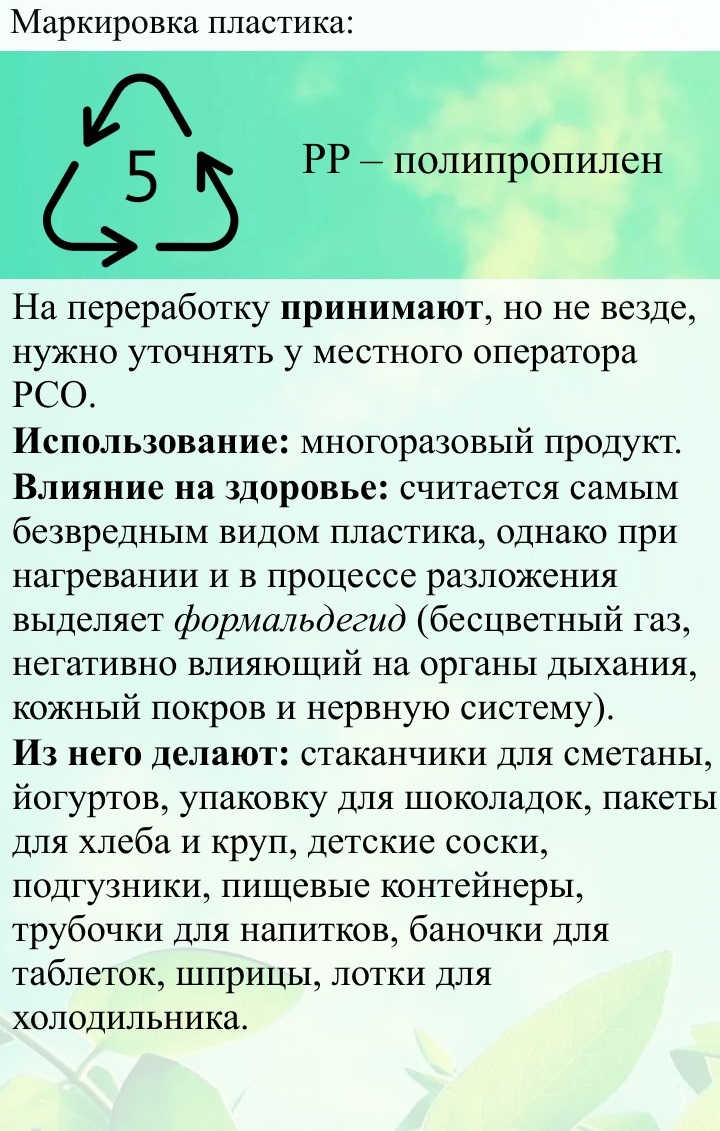 Маркировка пластика:
5
PP – полипропилен
На переработку принимают, но не везде,
нужно уточнять у местного оператора
РСО.
Использование: многоразовый продукт.
Влияние на здоровье: считается самым
безвредным видом пластика, однако при
нагревании и в процессе разложения
выделяет формальдегид (бесцветный газ,
негативно влияющий на органы дыхания,
кожный покров и нервную систему).
Из него делают: стаканчики для сметаны,
йогуртов, упаковку для шоколадок, пакеты
для хлеба и круп, детские соски,
подгузники, пищевые контейнеры,
трубочки для напитков, баночки для
таблеток, шприцы, лотки для
холодильника.